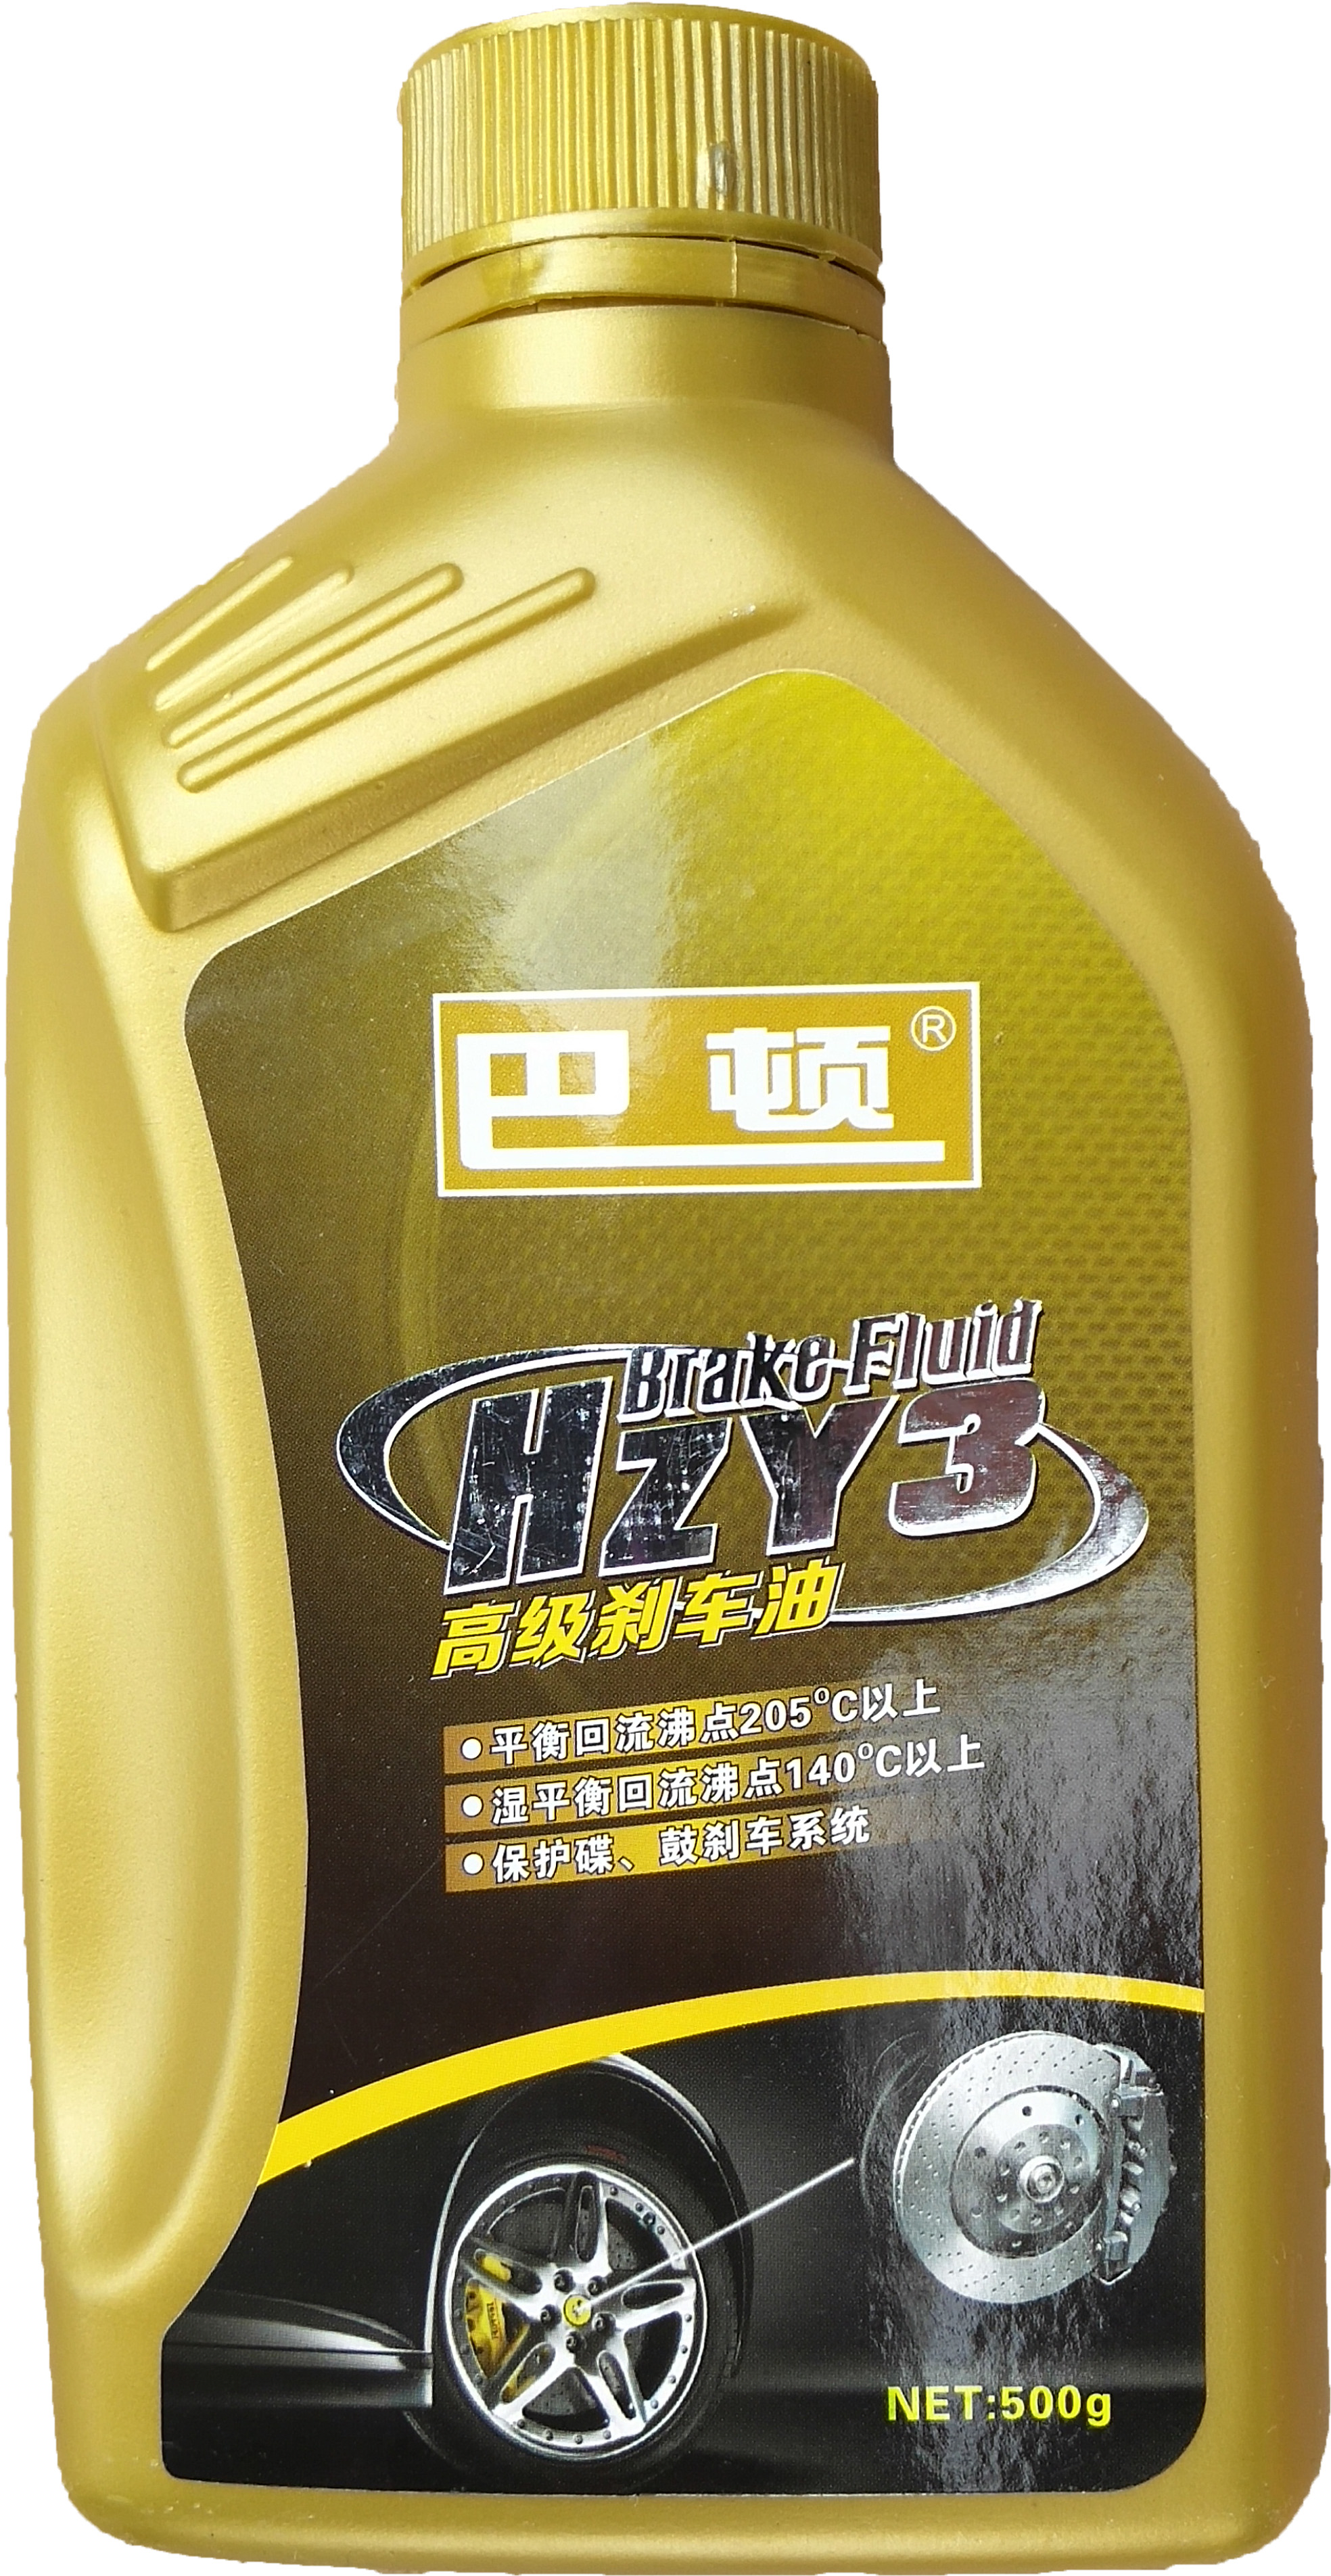 巴顿®
Brake Fluid
HZY3
高级刹车油
•平衡回流沸点205°C以上
•湿平衡回流沸点140°C以上
•保护碟、鼓刹车系统
NET:500g